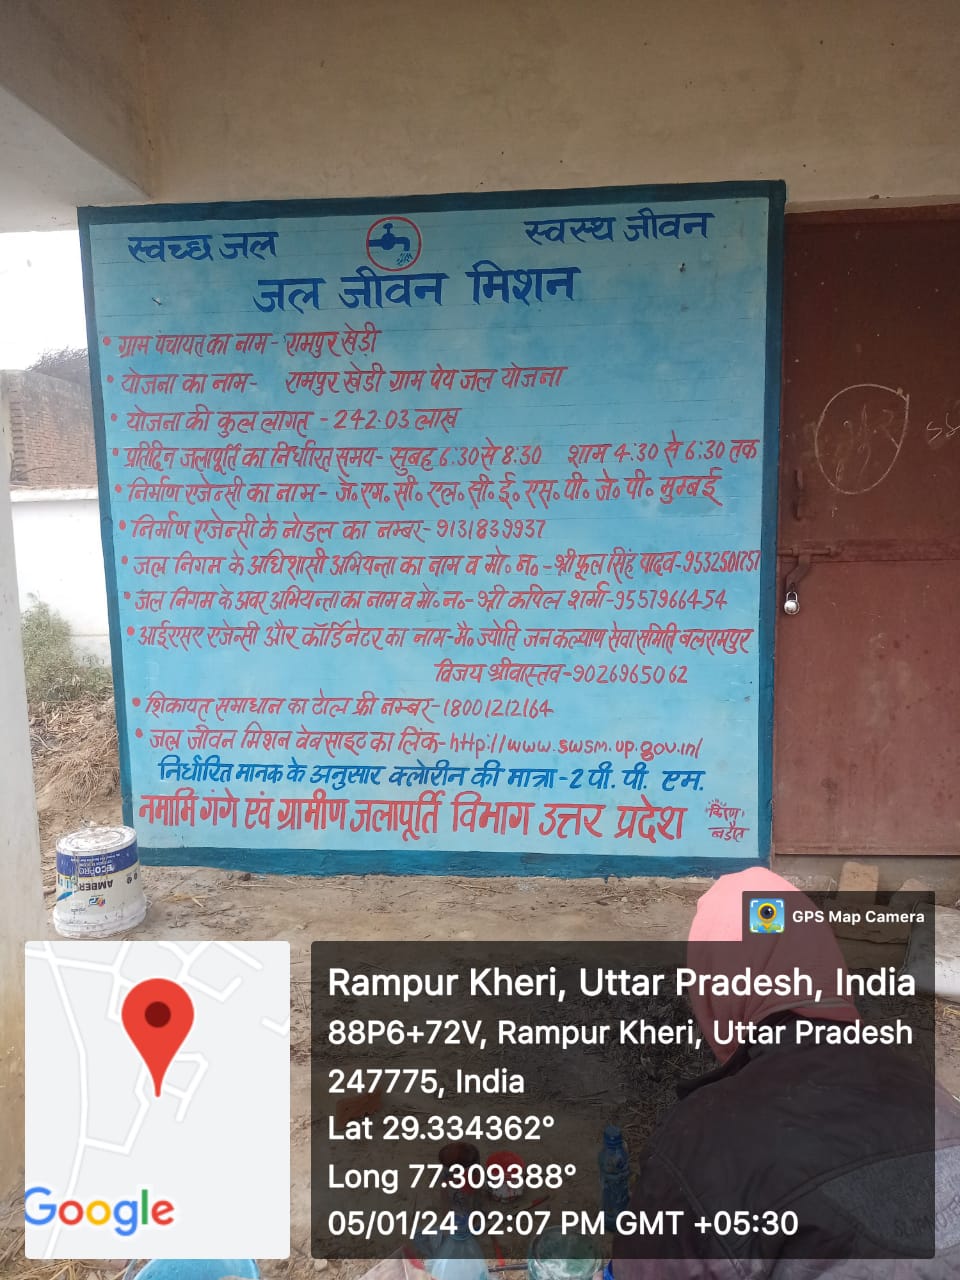 स्वच्छ जल स्वस्थ जीवन
जल जीवन मिशन
• ग्राम पंचायत का नाम - रामपुर खेड़ी
• योजना का नाम- रामपुर खेडी ग्राम पेय जल योजना
• योजना की कुल लागत - 242.03 लाख
• प्रतिदिन जलापूर्ति का निर्धारित समय- सुबह 6:30 से 8:30 शाम 4:30 से 6:30 तक
• निर्माण एजेन्सी का नाम- जे॰ एम॰ सी॰ एल॰ सी॰ ई॰ एस॰ पी॰ जे॰ पी॰ मुम्बई
• निर्माण एजेन्सी के नोडल का नम्बर- 9131839937
• जल निगम के अधिशासी अभियन्ता का नाम व मो॰ न॰ - श्री फूल सिंह यादव- 9532501757
• जल निगम के अवर अभियन्ता का नाम व मो॰ न॰- श्री कपिल शर्मा- 9557966454
• आईएसए एजेन्सी और कॉर्डिनेटर का नाम- मै॰ ज्योति जन कल्याण सेवा समिति बलरामपुर
विजय श्रीवास्तव- 9026965062
• शिकायत समाधान का टोल फ्री नम्बर- 18001212164
• जल जीवन मिशन वेबसाइट का लिंक- http://www.swsm.up.gov.in/
निर्धारित मानक के अनुसार क्लोरीन की मात्रा - 2 पी. पी. एम.
नमामि गंगे एवं ग्रामीण जलापूर्ति विभाग उत्तर प्रदेश
किरण
बडौत
ECOPRO
AMBER
GPS Map Camera
Rampur Kheri, Uttar Pradesh, India
88P6+72V, Rampur Kheri, Uttar Pradesh
247775, India
Lat 29.334362°
Long 77.309388°
05/01/24 02:07 PM GMT +05:30
Google